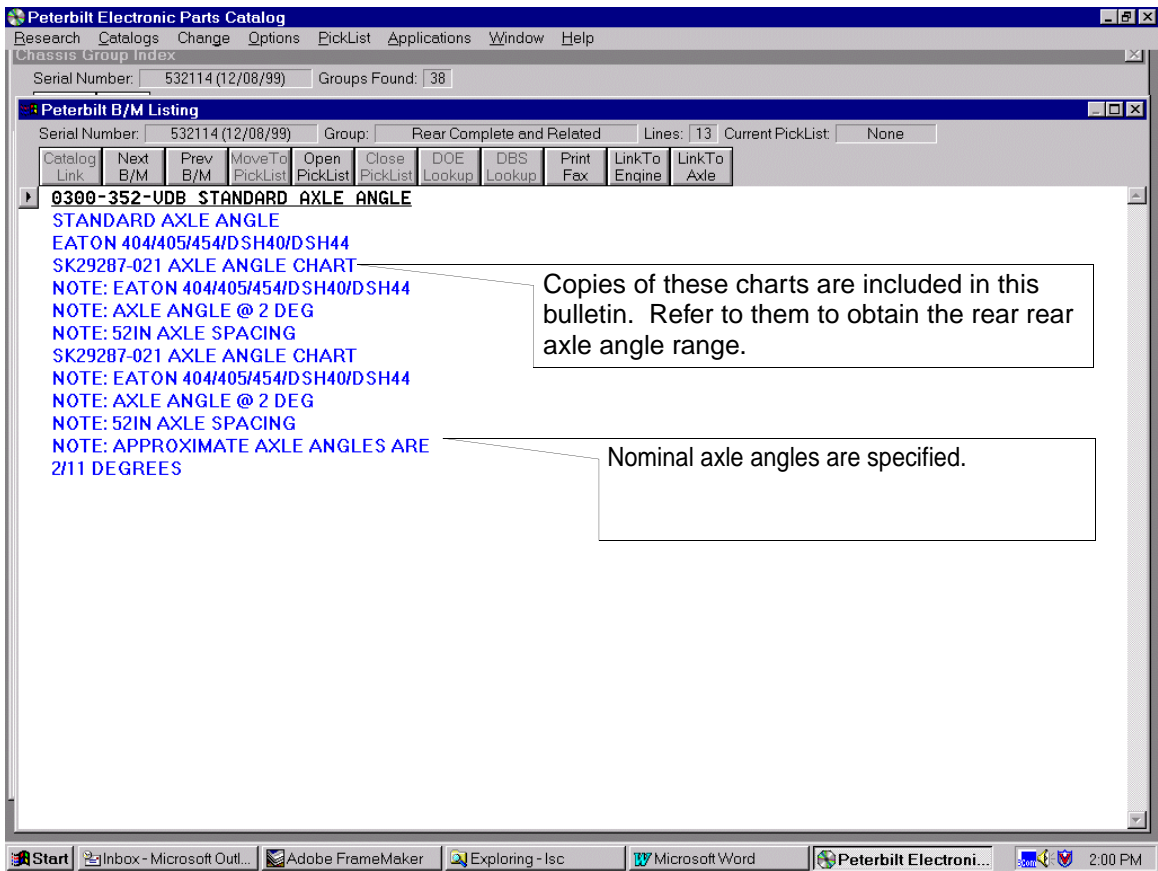 Peterbilt Electronic Parts Catalog
Research Catalogs Change Options PickList Applications Window Help
Chassis Group Index
Serial Number: 532114 (12/08/99) Groups Found: 38
Peterbilt B/M Listing
Serial Number: 532114 (12/08/99) Group: Rear Complete and Related Lines: 13 Current PickList: None
Catalog Link Next B/M Prev B/M MoveTo PickList Open PickList Close PickList DOE Lookup DBS Lookup Print Fax LinkTo Engine LinkTo Axle
0300-352-VDB STANDARD AXLE ANGLE
STANDARD AXLE ANGLE
EATON 404/405/454/DSH40/DSH44
SK29287-021 AXLE ANGLE CHART
NOTE: EATON 404/405/454/DSH40/DSH44
NOTE: AXLE ANGLE @ 2 DEG
NOTE: 52IN AXLE SPACING
SK29287-021 AXLE ANGLE CHART
NOTE: EATON 404/405/454/DSH40/DSH44
NOTE: AXLE ANGLE @ 2 DEG
NOTE: 52IN AXLE SPACING
NOTE: APPROXIMATE AXLE ANGLES ARE
2/11 DEGREES
Copies of these charts are included in this
bulletin. Refer to them to obtain the rear rear
axle angle range.
Nominal axle angles are specified.
Start Inbox - Microsoft Outl... Adobe FrameMaker Exploring - Isc Microsoft Word Peterbilt Electroni... 2:00 PM